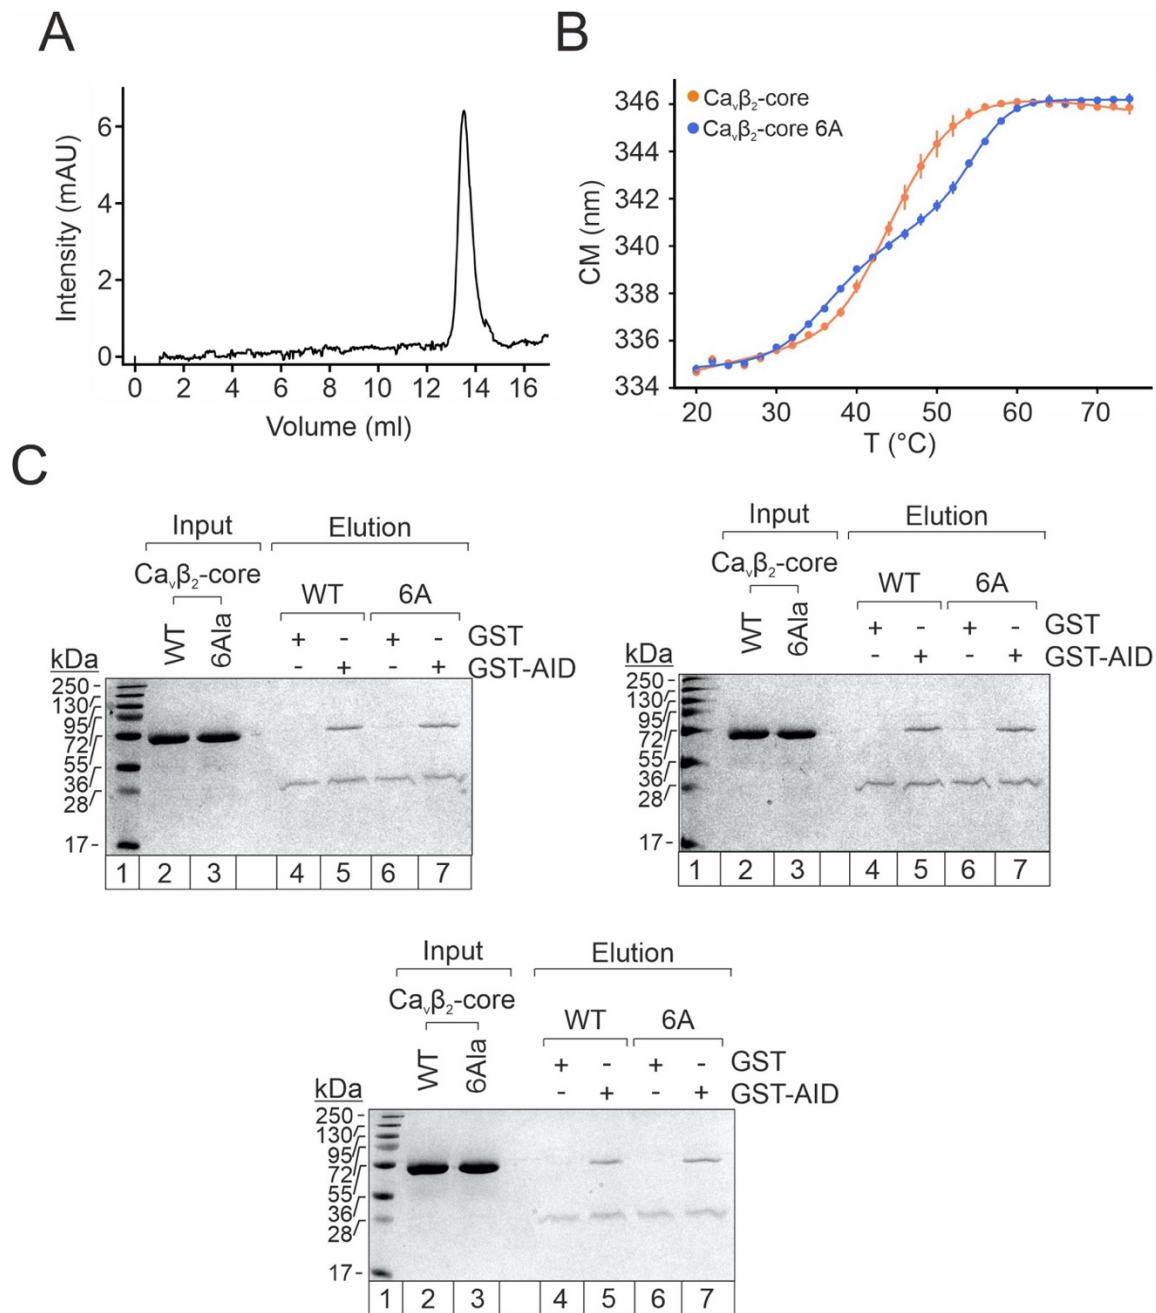 A
Intensity (mAU)
6
4
2
0
0 2 4 6 8 10 12 14 16
Volume (ml)
B
Caᵥβ₂-core
Caᵥβ₂-core 6A
CM (nm)
346
344
342
340
338
336
334
20 30 40 50 60 70
T (°C)
C
Input Elution
Caᵥβ₂-core
WT 6A
WT 6Ala
+ - + - GST
- + - + GST-AID
kDa
250
130
95
72
55
36
28
17
1 2 3 4 5 6 7
Input Elution
Caᵥβ₂-core
WT 6A
WT 6Ala
+ - + - GST
- + - + GST-AID
kDa
250
130
95
72
55
36
28
17
1 2 3 4 5 6 7
Input Elution
Caᵥβ₂-core
WT 6A
WT 6Ala
+ - + - GST
- + - + GST-AID
kDa
250
130
95
72
55
36
28
17
1 2 3 4 5 6 7